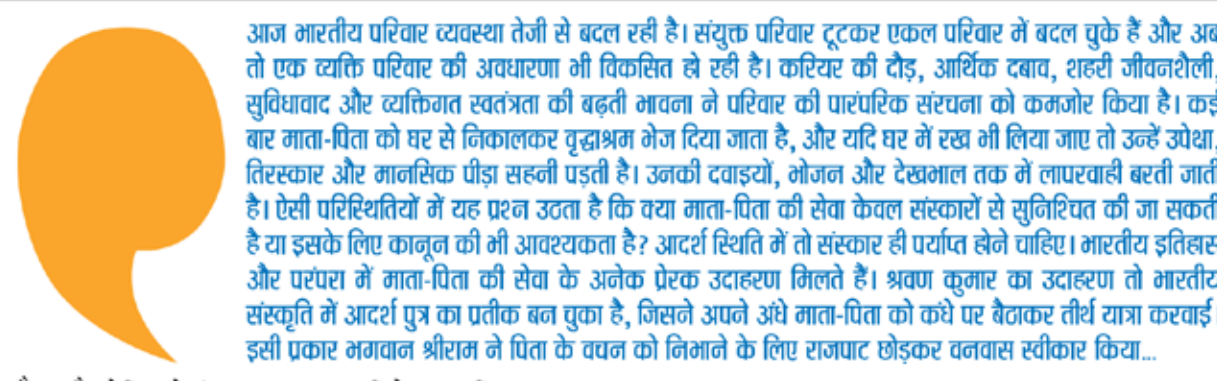 आज भारतीय परिवार व्यवस्था तेजी से बदल रही है। संयुक्त परिवार टूटकर एकल परिवार में बदल चुके हैं और अब
तो एक व्यक्ति परिवार की अवधारणा भी विकसित हो रही है। करियर की दौड़, आर्थिक दबाव, शहरी जीवनशैली,
सुविधावाद और व्यक्तिगत स्वतंत्रता की बढ़ती भावना ने परिवार की पारंपरिक संरचना को कमजोर किया है। कई
बार माता-पिता को घर से निकालकर वृद्धाश्रम भेज दिया जाता है, और यदि घर में रख भी लिया जाए तो उन्हें उपेक्षा,
तिरस्कार और मानसिक पीड़ा सहनी पड़ती है। उनकी दवाइयों, भोजन और देखभाल तक में लापरवाही बरती जाती
है। ऐसी परिस्थितियों में यह प्रश्न उठता है कि क्या माता-पिता की सेवा केवल संस्कारों से सुनिश्चित की जा सकती
है या इसके लिए कानून की भी आवश्यकता है? आदर्श स्थिति में तो संस्कार ही पर्याप्त होने चाहिए। भारतीय इतिहास
और परंपरा में माता-पिता की सेवा के अनेक प्रेरक उदाहरण मिलते हैं। श्रवण कुमार का उदाहरण तो भारतीय
संस्कृति में आदर्श पुत्र का प्रतीक बन चुका है, जिसने अपने अंधे माता-पिता को कंधे पर बैठाकर तीर्थ यात्रा करवाई।
इसी प्रकार भगवान श्रीराम ने पिता के वचन को निभाने के लिए राजपाट छोड़कर वनवास स्वीकार किया...